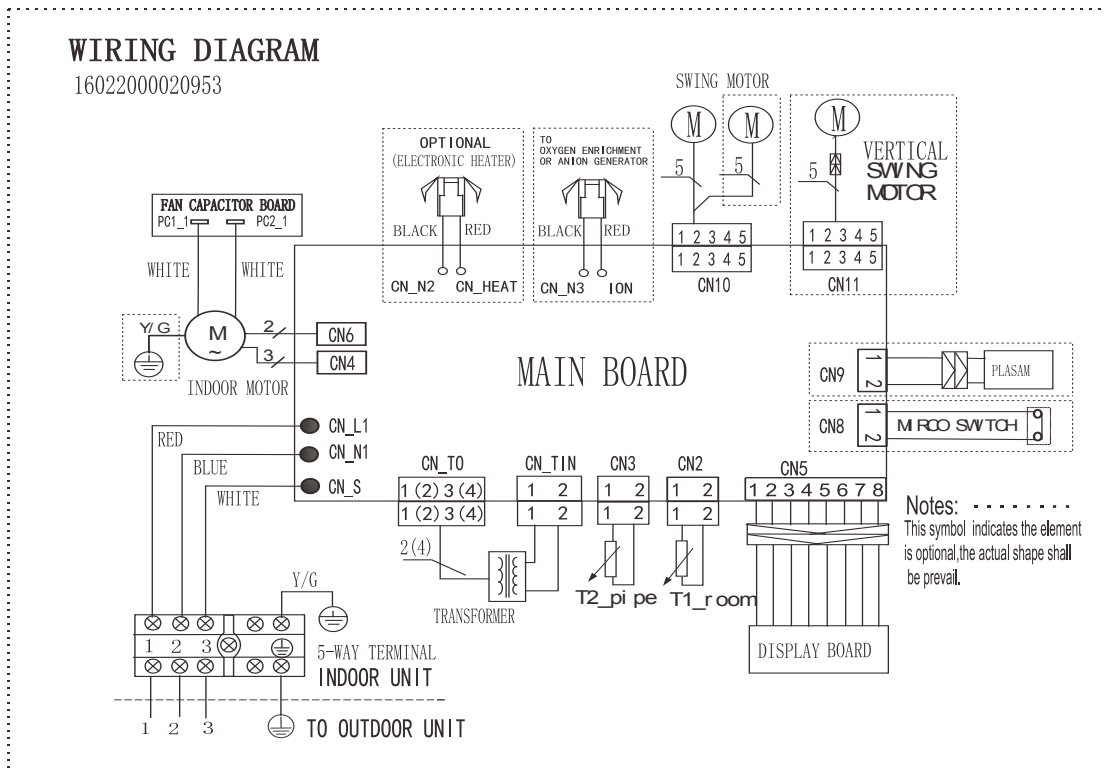 WIRING DIAGRAM
16022000020953
SWING MOTOR
M
M
M
5
5
5
VERTICAL
SWING
MOTOR
OPTIONAL
(ELECTRONIC HEATER)
BLACK
RED
CN_N2
CN_HEAT
TO
OXYGEN ENRICHMENT
OR ANION GENERATOR
BLACK
RED
CN_N3
ION
1 2 3 4 5
1 2 3 4 5
CN10
1 2 3 4 5
1 2 3 4 5
CN11
FAN CAPACITOR BOARD
PC1_1
PC2_1
WHITE
WHITE
Y/G
M
~
2
CN6
3
CN4
INDOOR MOTOR
MAIN BOARD
CN9
1
2
PLASAM
CN8
1
2
MIRCO SWITCH
RED
CN_L1
BLUE
CN_N1
WHITE
CN_S
CN_TO
1 (2) 3 (4)
1 (2) 3 (4)
2(4)
TRANSFORMER
CN_TIN
1 2
1 2
CN3
1 2
1 2
T2_pipe
CN2
1 2
1 2
T1_room
CN5
1 2 3 4 5 6 7 8
DISPLAY BOARD
Notes:
This symbol indicates the element
is optional,the actual shape shall
be prevail.
Y/G
1 2 3
5-WAY TERMINAL
INDOOR UNIT
1 2 3
TO OUTDOOR UNIT